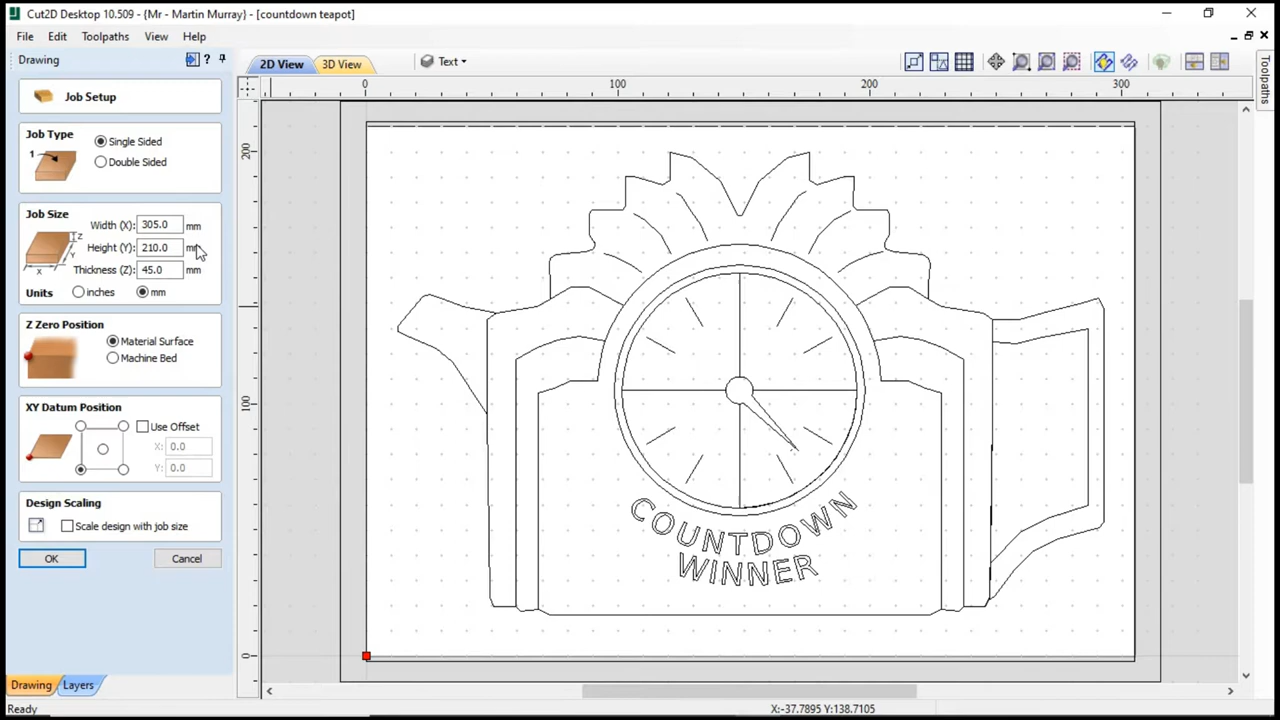 Cut2D Desktop 10.509 - {Mr - Martin Murray} - [countdown teapot]
File Edit Toolpaths View Help
Drawing ?
2D View 3D View Text
100 200 300
Toolpaths
Job Setup
Job Type
Single Sided
1
Double Sided
Job Size
Width (X): 305.0 mm
Height (Y): 210.0 mm
Thickness (Z): 45.0 mm
Z
Y
X
Units inches mm
Z Zero Position
Material Surface
Machine Bed
XY Datum Position
Use Offset
X: 0.0
Y: 0.0
Design Scaling
Scale design with job size
OK Cancel
200
100
0
0
COUNTDOWN
WINNER
Drawing Layers
Ready X:-37.7895 Y:138.7105